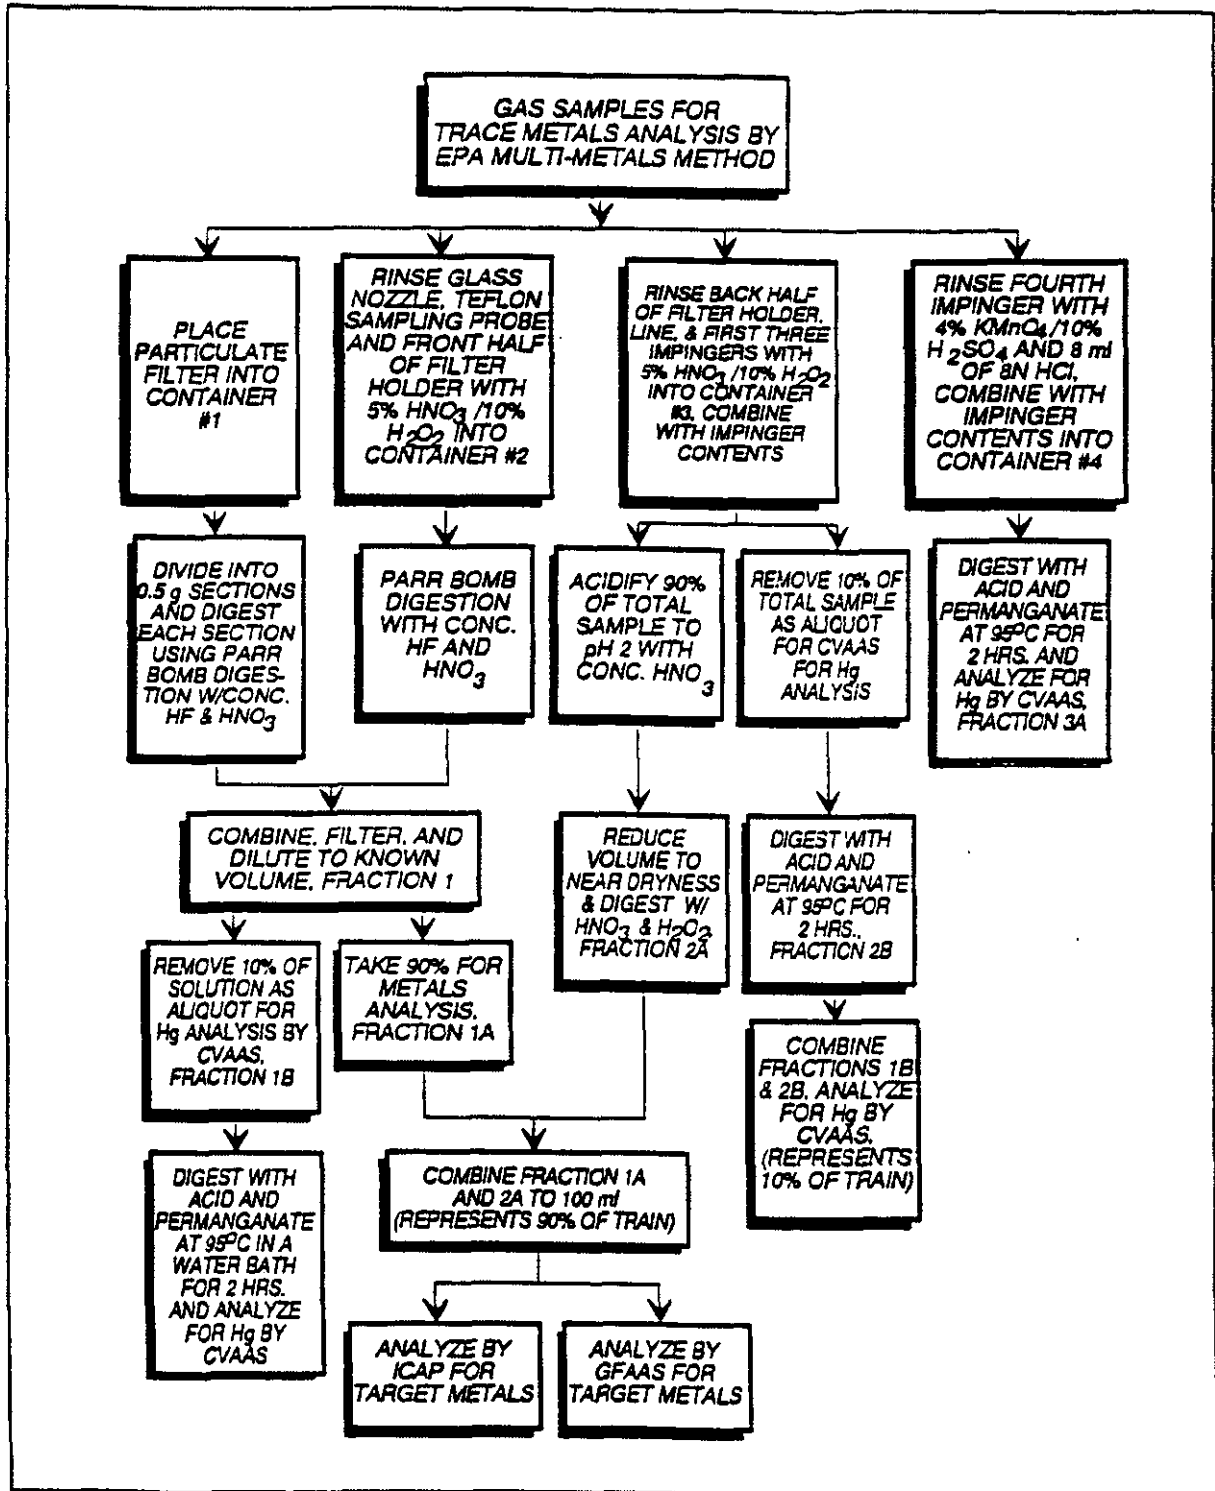 GAS SAMPLES FOR
TRACE METALS ANALYSIS BY
EPA MULTI-METALS METHOD
PLACE
PARTICULATE
FILTER INTO
CONTAINER
#1
RINSE GLASS
NOZZLE, TEFLON
SAMPLING PROBE
AND FRONT HALF
OF FILTER
HOLDER WITH
5% HNO3 /10%
H2O2 INTO
CONTAINER #2
RINSE BACK HALF
OF FILTER HOLDER,
LINE, & FIRST THREE
IMPINGERS WITH
5% HNO3 /10% H2O2
INTO CONTAINER
#3, COMBINE
WITH IMPINGER
CONTENTS
RINSE FOURTH
IMPINGER WITH
4% KMnO4/10%
H2SO4 AND 8 ml
OF 8N HCl,
COMBINE WITH
IMPINGER
CONTENTS INTO
CONTAINER #4
DIVIDE INTO
0.5 g SECTIONS
AND DIGEST
EACH SECTION
USING PARR
BOMB DIGES-
TION W/CONC.
HF & HNO3
PARR BOMB
DIGESTION
WITH CONC.
HF AND
HNO3
ACIDIFY 90%
OF TOTAL
SAMPLE TO
pH 2 WITH
CONC. HNO3
REMOVE 10% OF
TOTAL SAMPLE
AS ALIQUOT
FOR CVAAS
FOR Hg
ANALYSIS
DIGEST WITH
ACID AND
PERMANGANATE
AT 95°C FOR
2 HRS. AND
ANALYZE FOR
Hg BY CVAAS,
FRACTION 3A
COMBINE, FILTER, AND
DILUTE TO KNOWN
VOLUME, FRACTION 1
REDUCE
VOLUME TO
NEAR DRYNESS
& DIGEST W/
HNO3 & H2O2,
FRACTION 2A
DIGEST WITH
ACID AND
PERMANGANATE
AT 95°C FOR
2 HRS.,
FRACTION 2B
REMOVE 10% OF
SOLUTION AS
ALIQUOT FOR
Hg ANALYSIS BY
CVAAS,
FRACTION 1B
TAKE 90% FOR
METALS
ANALYSIS,
FRACTION 1A
COMBINE
FRACTIONS 1B
& 2B, ANALYZE
FOR Hg BY
CVAAS,
(REPRESENTS
10% OF TRAIN)
DIGEST WITH
ACID AND
PERMANGANATE
AT 95°C IN A
WATER BATH
FOR 2 HRS.
AND ANALYZE
FOR Hg BY
CVAAS
COMBINE FRACTION 1A
AND 2A TO 100 ml
(REPRESENTS 90% OF TRAIN)
ANALYZE BY
ICAP FOR
TARGET METALS
ANALYZE BY
GFAAS FOR
TARGET METALS